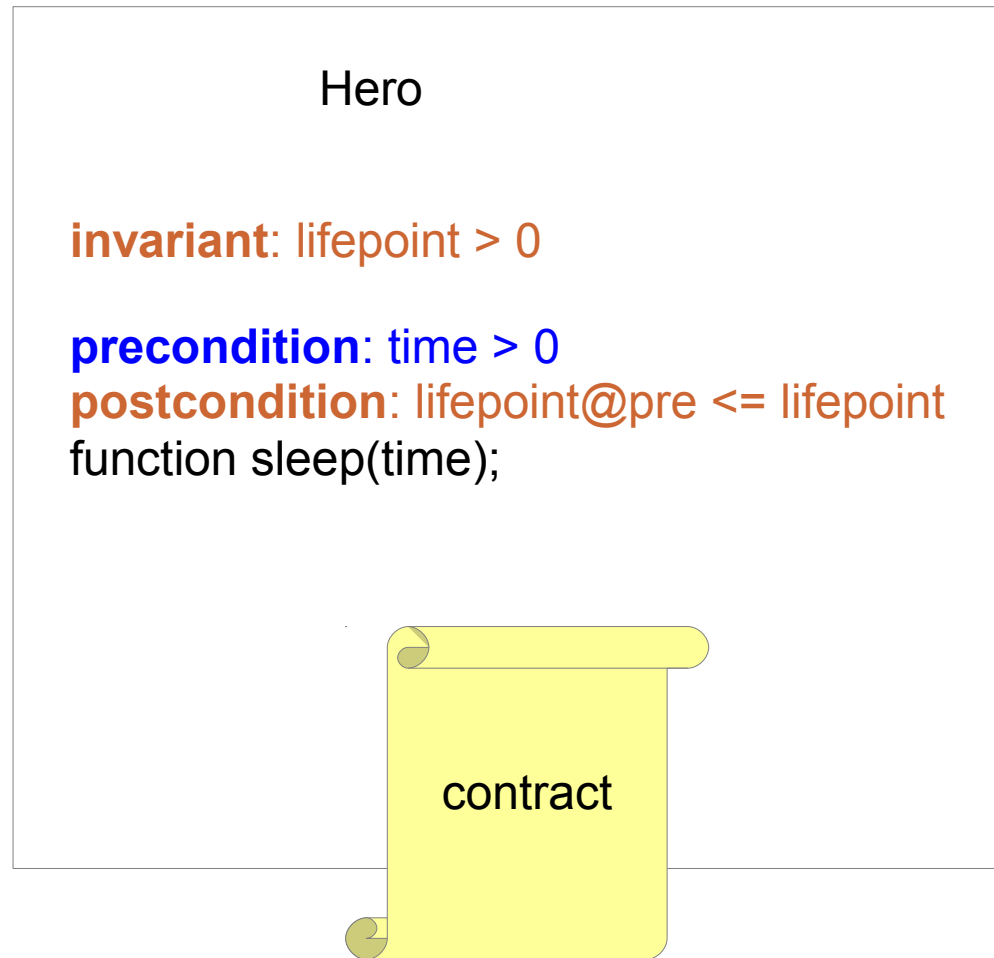 Hero
invariant: lifepoint > 0
precondition: time > 0
postcondition: lifepoint@pre <= lifepoint
function sleep(time);
contract